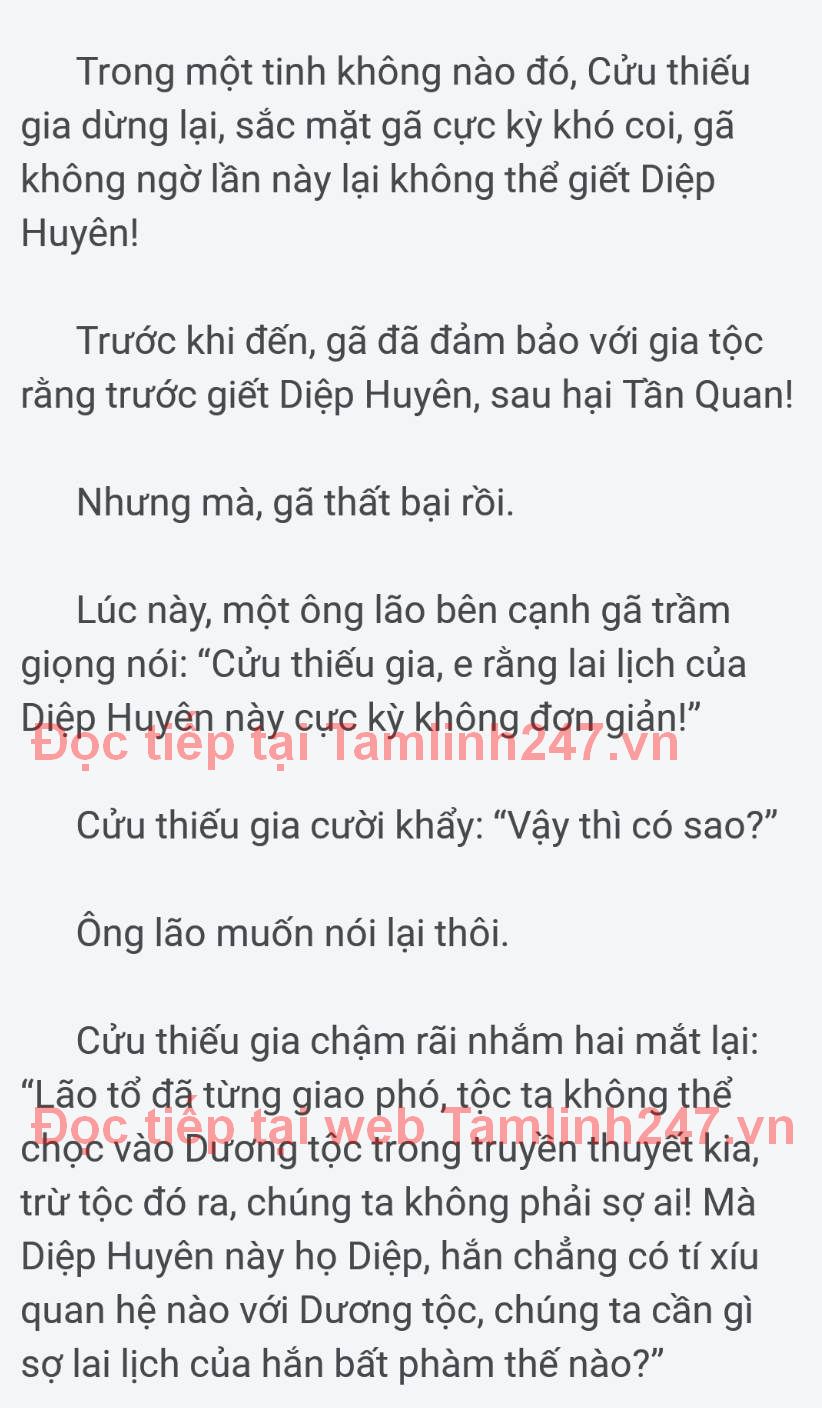 Trong một tinh không nào đó, Cửu thiếu
gia dừng lại, sắc mặt gã cực kỳ khó coi, gã
không ngờ lần này lại không thể giết Diệp
Huyên!
Trước khi đến, gã đã đảm bảo với gia tộc
rằng trước giết Diệp Huyên, sau hại Tần Quan!
Nhưng mà, gã thất bại rồi.
Lúc này, một ông lão bên cạnh gã trầm
giọng nói: “Cửu thiếu gia, e rằng lai lịch của
Diệp Huyên này cực kỳ không đơn giản!”
Đọc tiếp tại Tamlinh247.vn
Cửu thiếu gia cười khẩy: “Vậy thì có sao?”
Ông lão muốn nói lại thôi.
Cửu thiếu gia chậm rãi nhắm hai mắt lại:
“Lão tổ đã từng giao phó, tộc ta không thể
Đọc tiếp tại web Tamlinh247.vn
chọc vào Dương tộc trong truyền thuyết kia,
trừ tộc đó ra, chúng ta không phải sợ ai! Mà
Diệp Huyên này họ Diệp, hắn chẳng có tí xíu
quan hệ nào với Dương tộc, chúng ta cần gì
sợ lai lịch của hắn bất phàm thế nào?”